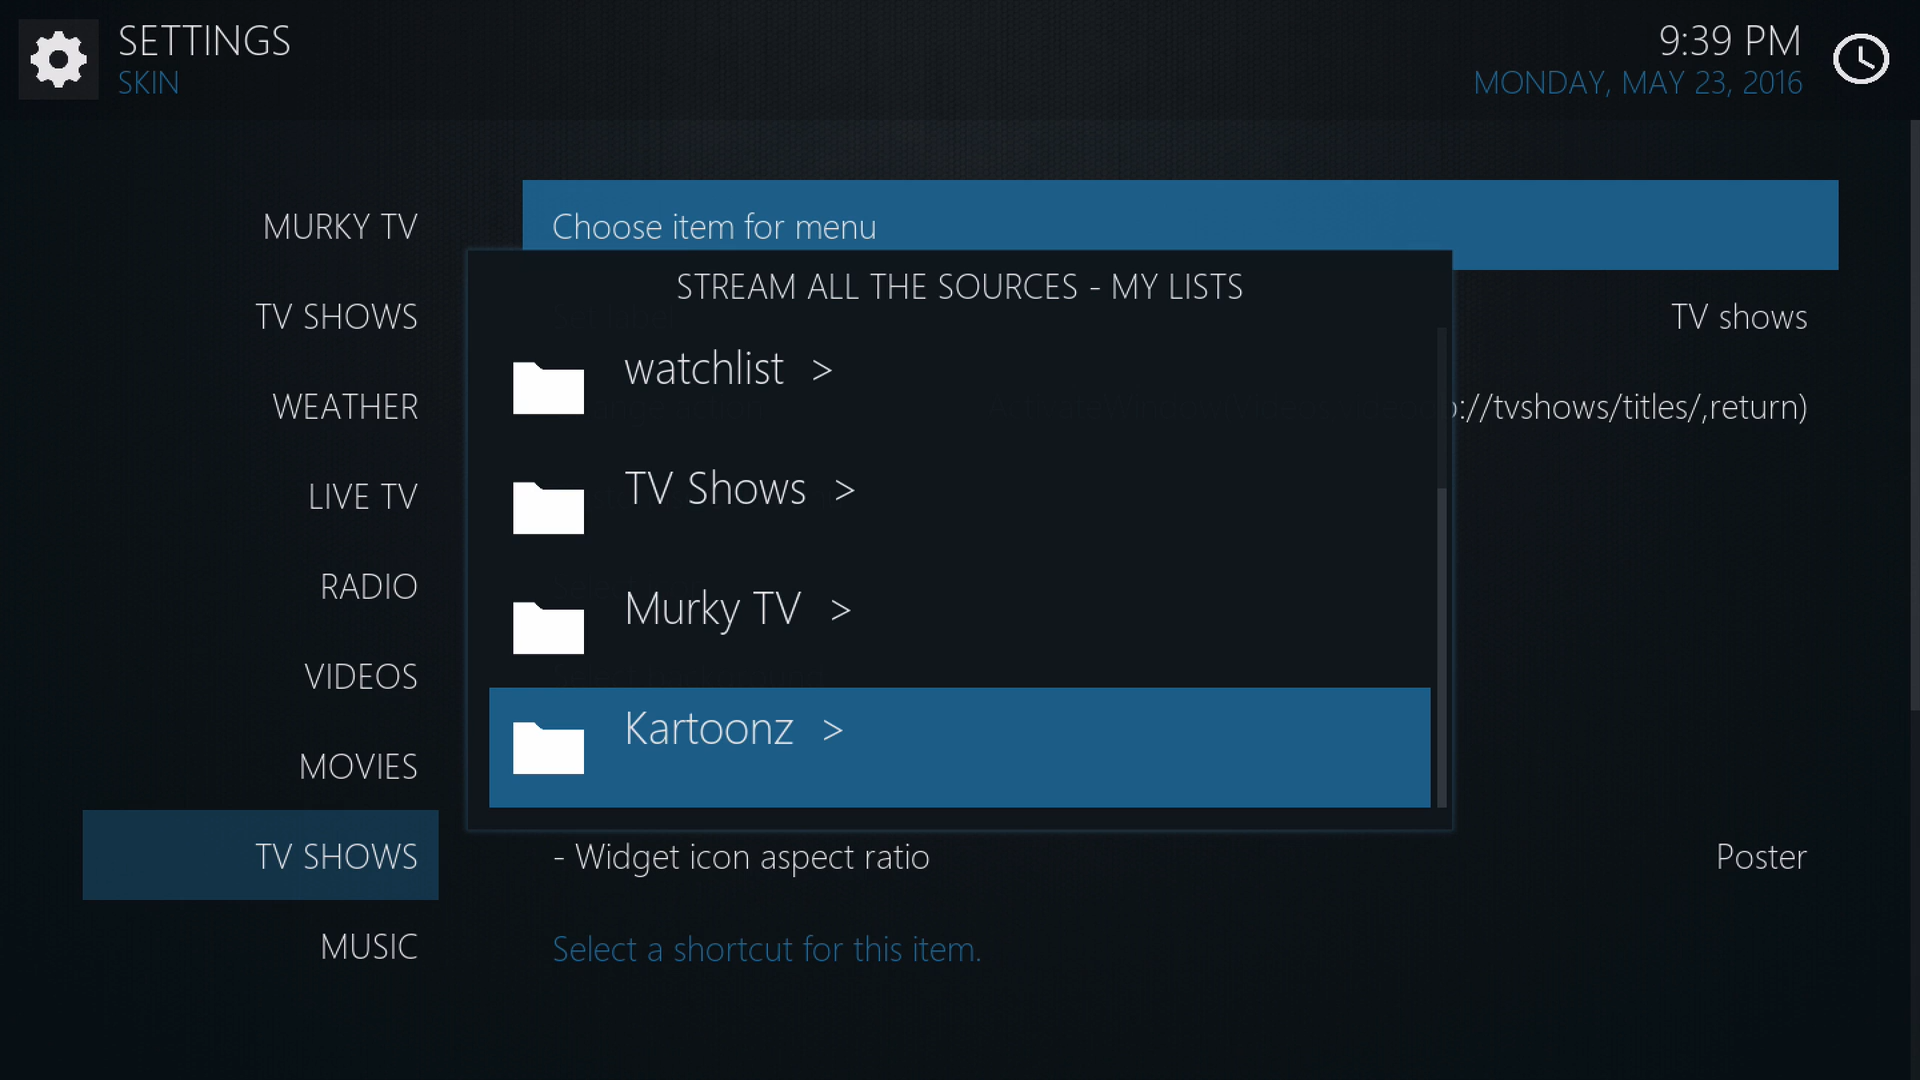 SETTINGS
SKIN
9:39 PM
MONDAY, MAY 23, 2016
MURKY TV
TV SHOWS
WEATHER
LIVE TV
RADIO
VIDEOS
MOVIES
TV SHOWS
MUSIC
Choose item for menu
TV shows
://tvshows/titles/,return)
STREAM ALL THE SOURCES - MY LISTS
watchlist >
TV Shows >
Murky TV >
Kartoonz >
- Widget icon aspect ratio
Poster
Select a shortcut for this item.